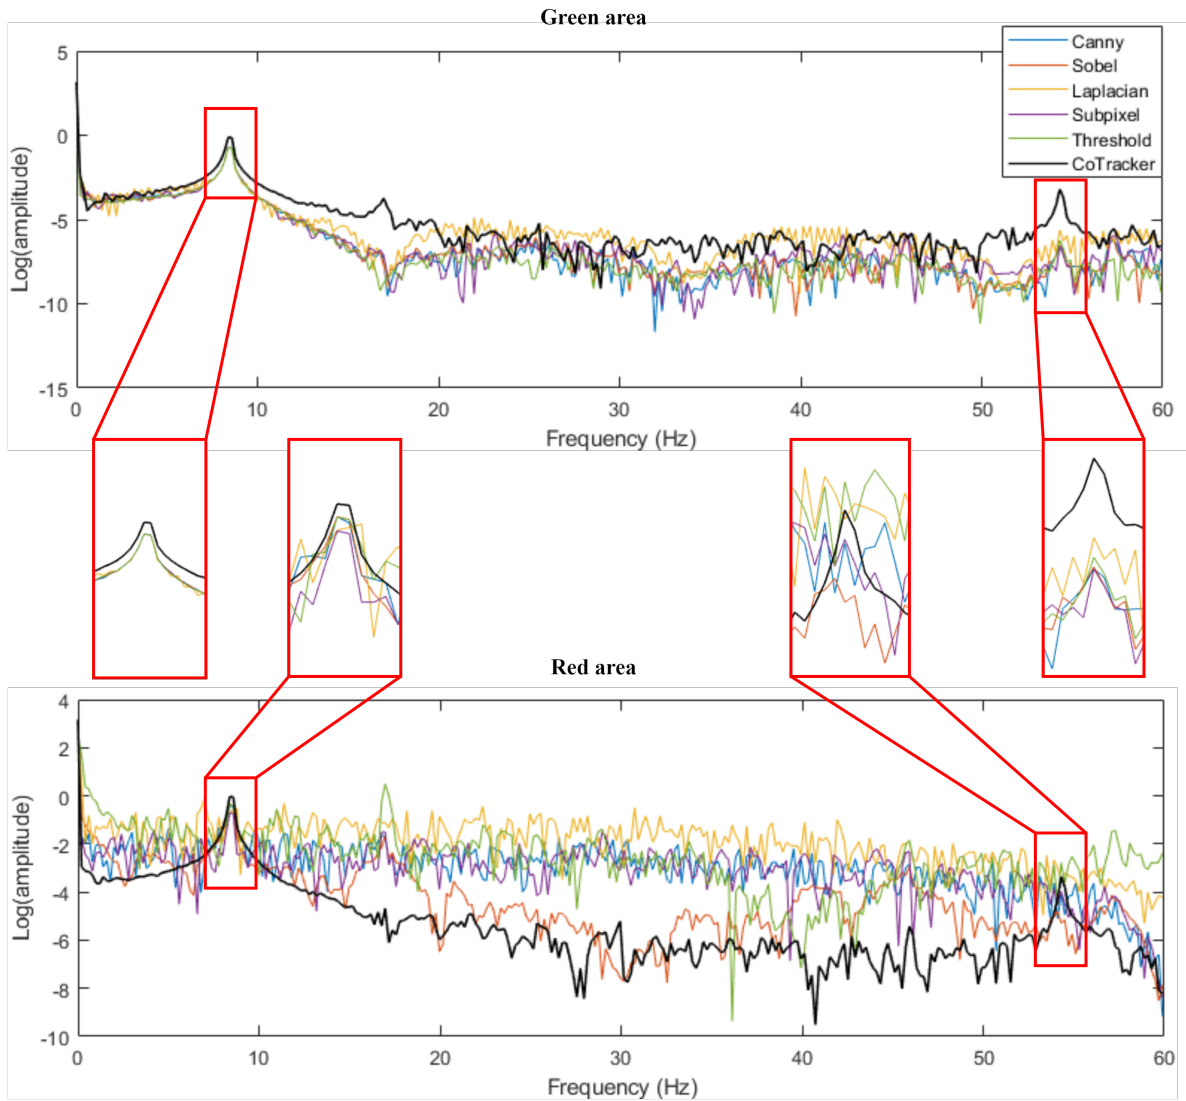 Green area
Canny
Sobel
Laplacian
Subpixel
Threshold
CoTracker
5
0
-5
-10
-15
Log(amplitude)
0 10 20 30 40 50 60
Frequency (Hz)
Red area
4
2
0
-2
-4
-6
-8
-10
Log(amplitude)
0 10 20 30 40 50 60
Frequency (Hz)